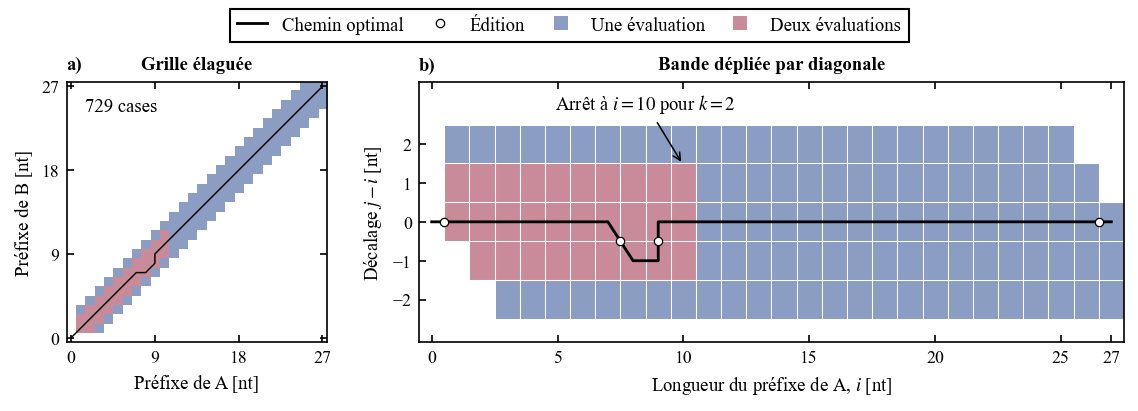 Chemin optimal Édition Une évaluation Deux évaluations
a) Grille élaguée
729 cases
27
18
9
0
0 9 18 27
Préfixe de B [nt]
Préfixe de A [nt]
b) Bande dépliée par diagonale
Arrêt à i = 10 pour k = 2
2
1
0
−1
−2
0 5 10 15 20 25 27
Décalage j − i [nt]
Longueur du préfixe de A, i [nt]